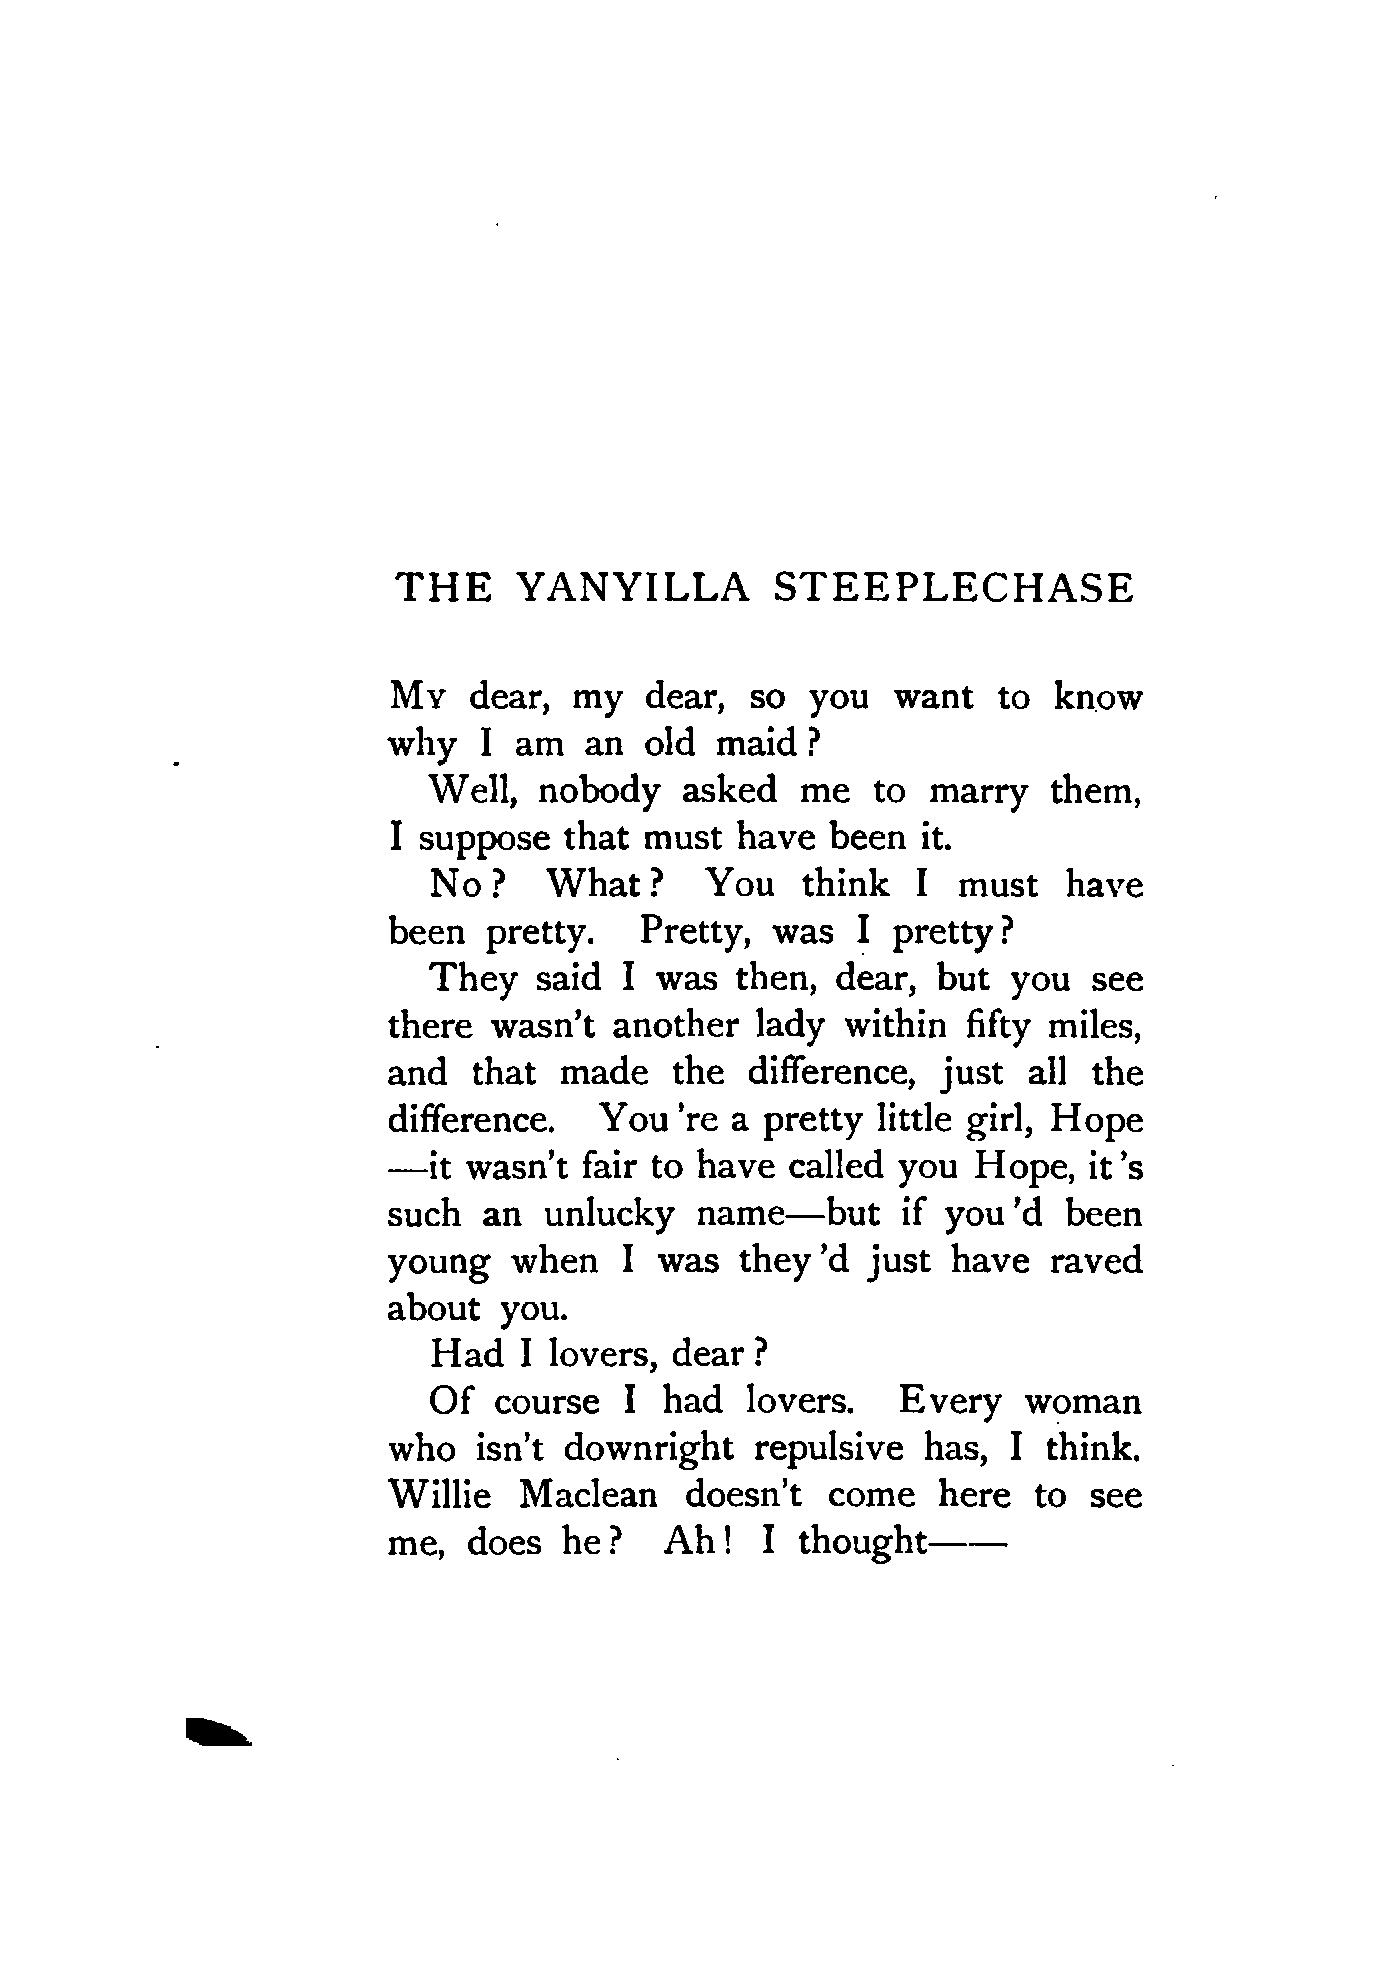 THE YANYILLA STEEPLECHASE
MY dear, my dear, so you want to know
why I am an old maid?
Well, nobody asked me to marry them,
I suppose that must have been it.
No? What? You think I must have
been pretty. Pretty, was I pretty?
They said I was then, dear, but you see
there wasn't another lady within fifty miles,
and that made the difference, just all the
difference. You 're a pretty little girl, Hope
—it wasn't fair to have called you Hope, it 's
such an unlucky name—but if you 'd been
young when I was they 'd just have raved
about you.
Had I lovers, dear?
Of course I had lovers. Every woman
who isn't downright repulsive has, I think.
Willie Maclean doesn't come here to see
me, does he? Ah! I thought——